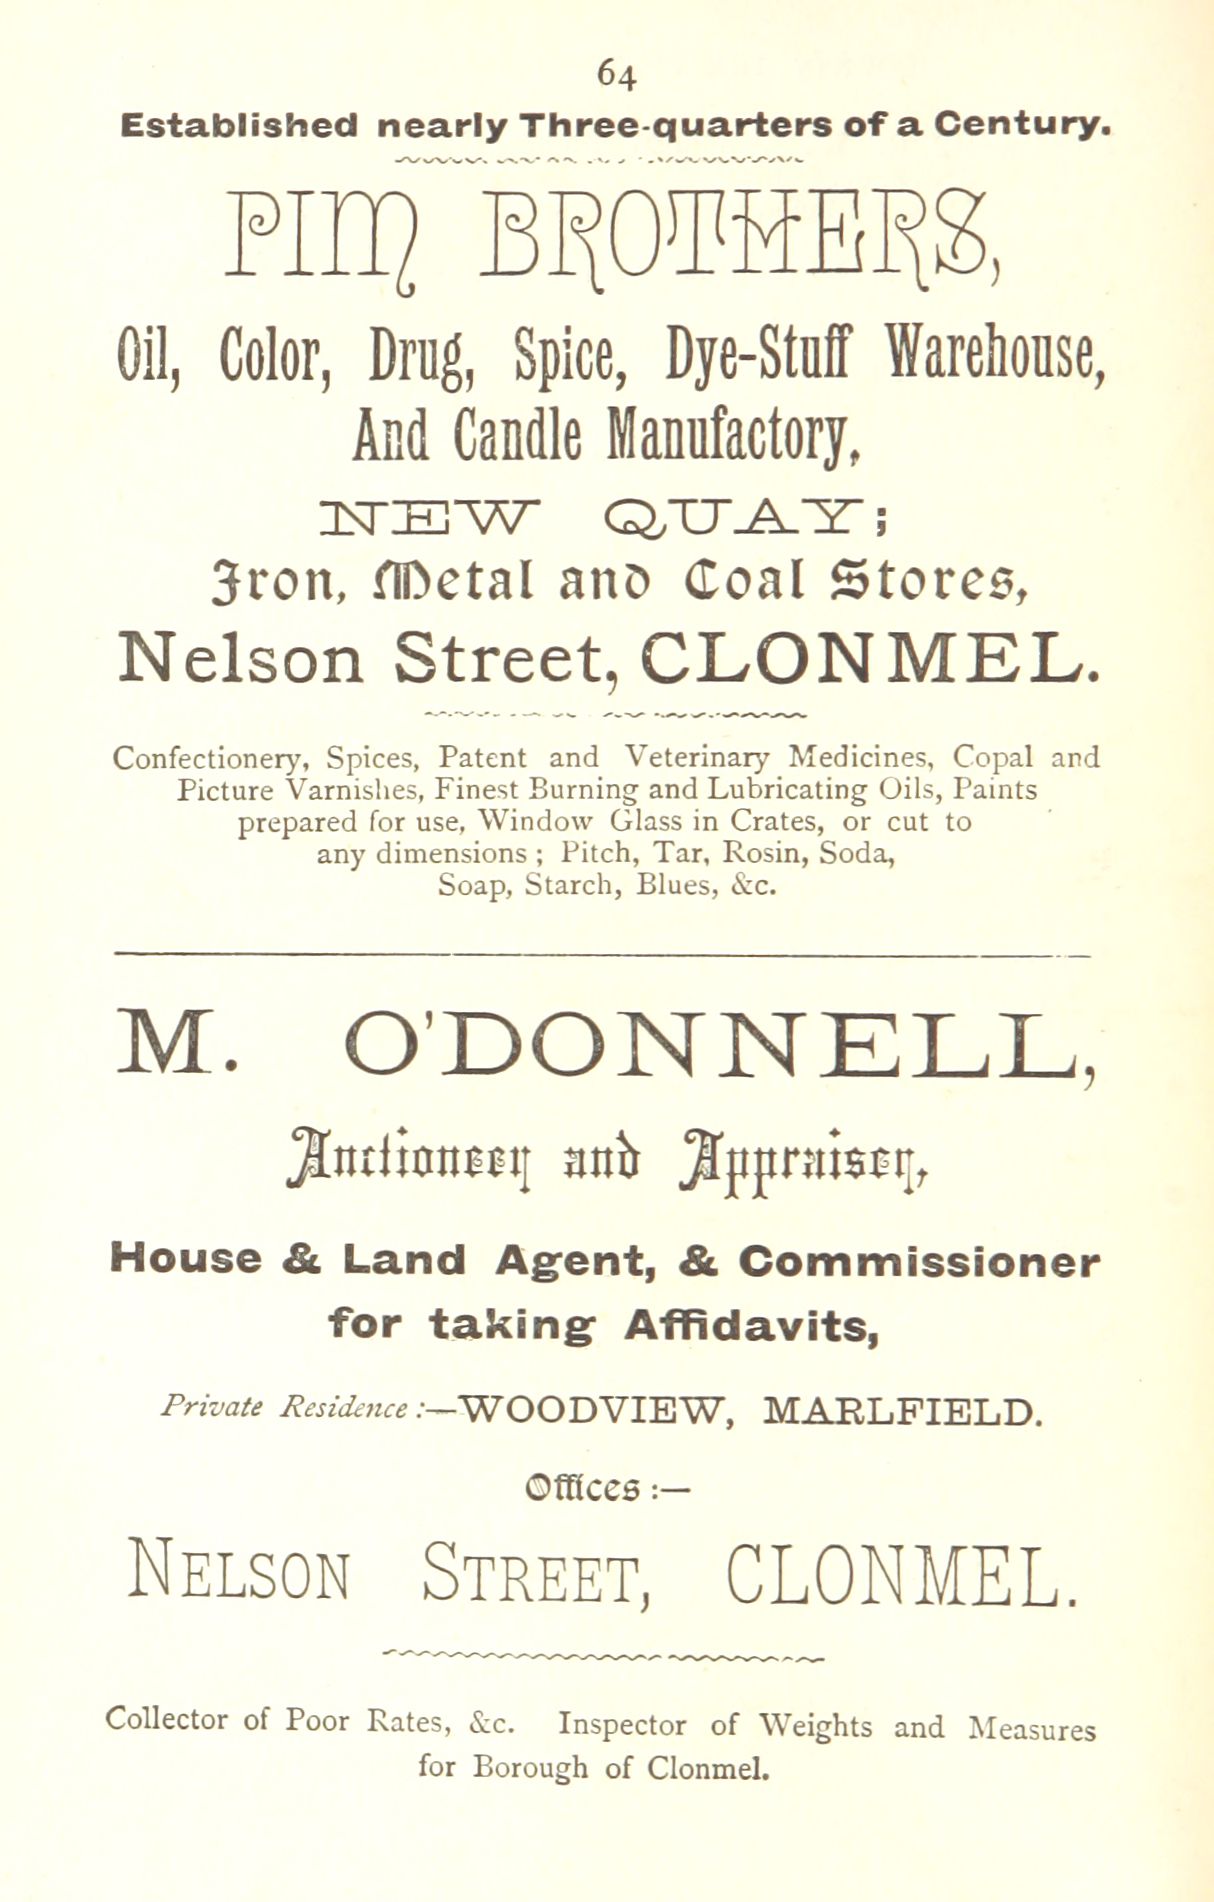 64
Established nearly Three-quarters of a Century.
PIM BROTHERS,
Oil, Color, Drug, Spice, Dye-Stuff Warehouse,
And Candle Manufactory,
NEW QUAY;
Iron, Metal and Coal Stores,
Nelson Street, CLONMEL.
Confectionery, Spices, Patent and Veterinary Medicines, Copal and
Picture Varnishes, Finest Burning and Lubricating Oils, Paints
prepared for use, Window Glass in Crates, or cut to
any dimensions; Pitch, Tar, Rosin, Soda,
Soap, Starch, Blues, &c.
M. O'DONNELL,
Auctioneer and Appraiser,
House & Land Agent, & Commissioner
for taking Affidavits,
Private Residence:—WOODVIEW, MARLFIELD.
Offices:—
NELSON STREET, CLONMEL.
Collector of Poor Rates, &c. Inspector of Weights and Measures
for Borough of Clonmel.